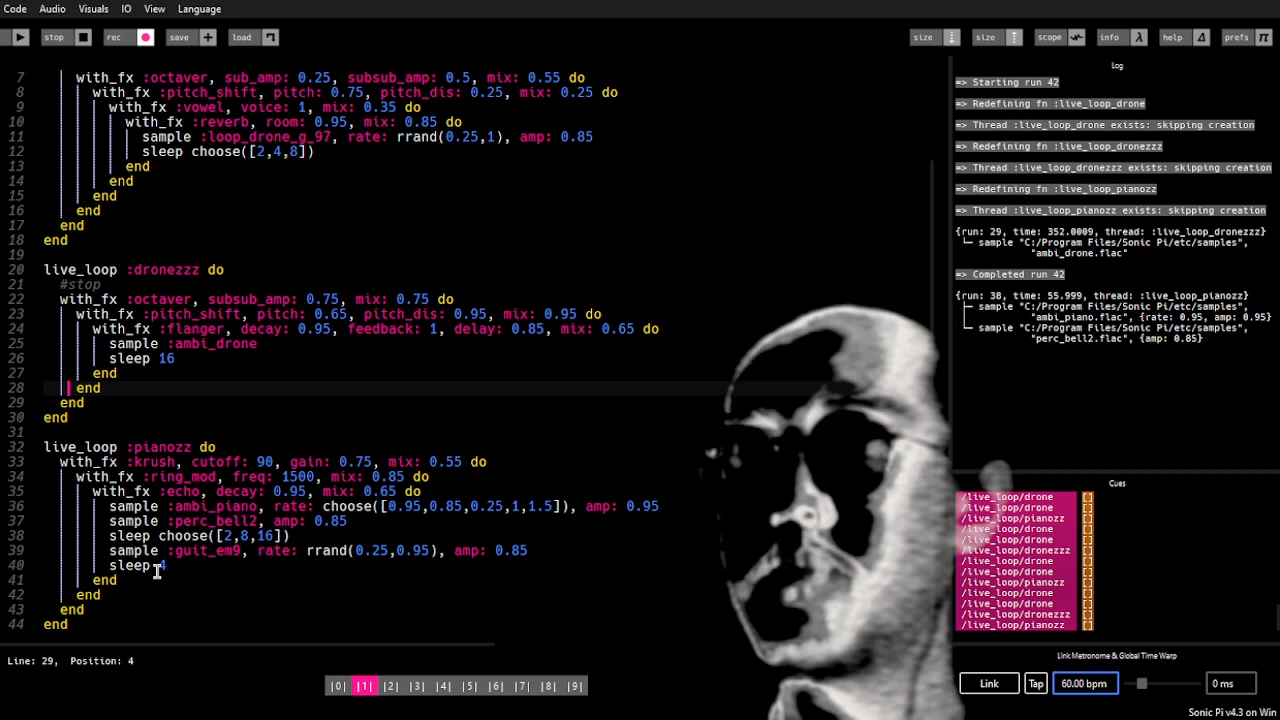 Code Audio Visuals IO View Language
stop rec save + load size size scope info λ help prefs π
7 with_fx :octaver, sub_amp: 0.25, subsub_amp: 0.5, mix: 0.55 do
8 with_fx :pitch_shift, pitch: 0.75, pitch_dis: 0.25, mix: 0.25 do
9 with_fx :vowel, voice: 1, mix: 0.35 do
10 with_fx :reverb, room: 0.95, mix: 0.85 do
11 sample :loop_drone_g_97, rate: rrand(0.25,1), amp: 0.85
12 sleep choose([2,4,8])
13 end
14 end
15 end
16 end
17 end
18 end
19
20 live_loop :dronezzz do
21 #stop
22 with_fx :octaver, subsub_amp: 0.75, mix: 0.75 do
23 with_fx :pitch_shift, pitch: 0.65, pitch_dis: 0.95, mix: 0.95 do
24 with_fx :flanger, decay: 0.95, feedback: 1, delay: 0.85, mix: 0.65 do
25 sample :ambi_drone
26 sleep 16
27 end
28 end
29 end
30 end
31
32 live_loop :pianozz do
33 with_fx :krush, cutoff: 90, gain: 0.75, mix: 0.55 do
34 with_fx :ring_mod, freq: 1500, mix: 0.85 do
35 with_fx :echo, decay: 0.95, mix: 0.65 do
36 sample :ambi_piano, rate: choose([0.95,0.85,0.25,1,1.5]), amp: 0.95
37 sample :perc_bell2, amp: 0.85
38 sleep choose([2,8,16])
39 sample :guit_em9, rate: rrand(0.25,0.95), amp: 0.85
40 sleep 4
41 end
42 end
43 end
44 end
Line: 29, Position: 4
|0| |1| |2| |3| |4| |5| |6| |7| |8| |9|
Log
=> Starting run 42
=> Redefining fn :live_loop_drone
=> Thread :live_loop_drone exists: skipping creation
=> Redefining fn :live_loop_dronezzz
=> Thread :live_loop_dronezzz exists: skipping creation
=> Redefining fn :live_loop_pianozz
=> Thread :live_loop_pianozz exists: skipping creation
{run: 29, time: 352.0009, thread: :live_loop_dronezzz}
└─ sample "C:/Program Files/Sonic Pi/etc/samples",
"ambi_drone.flac"
=> Completed run 42
{run: 38, time: 55.999, thread: :live_loop_pianozz}
├─ sample "C:/Program Files/Sonic Pi/etc/samples",
"ambi_piano.flac", {rate: 0.95, amp: 0.95}
└─ sample "C:/Program Files/Sonic Pi/etc/samples",
"perc_bell2.flac", {amp: 0.85}
Cues
/live_loop/drone []
/live_loop/drone []
/live_loop/pianozz []
/live_loop/drone []
/live_loop/drone []
/live_loop/dronezzz []
/live_loop/drone []
/live_loop/drone []
/live_loop/pianozz []
/live_loop/drone []
/live_loop/drone []
/live_loop/dronezzz []
/live_loop/pianozz []
Link Metronome & Global Time Warp
Link Tap 60.00 bpm 0 ms
Sonic Pi v4.3 on Win